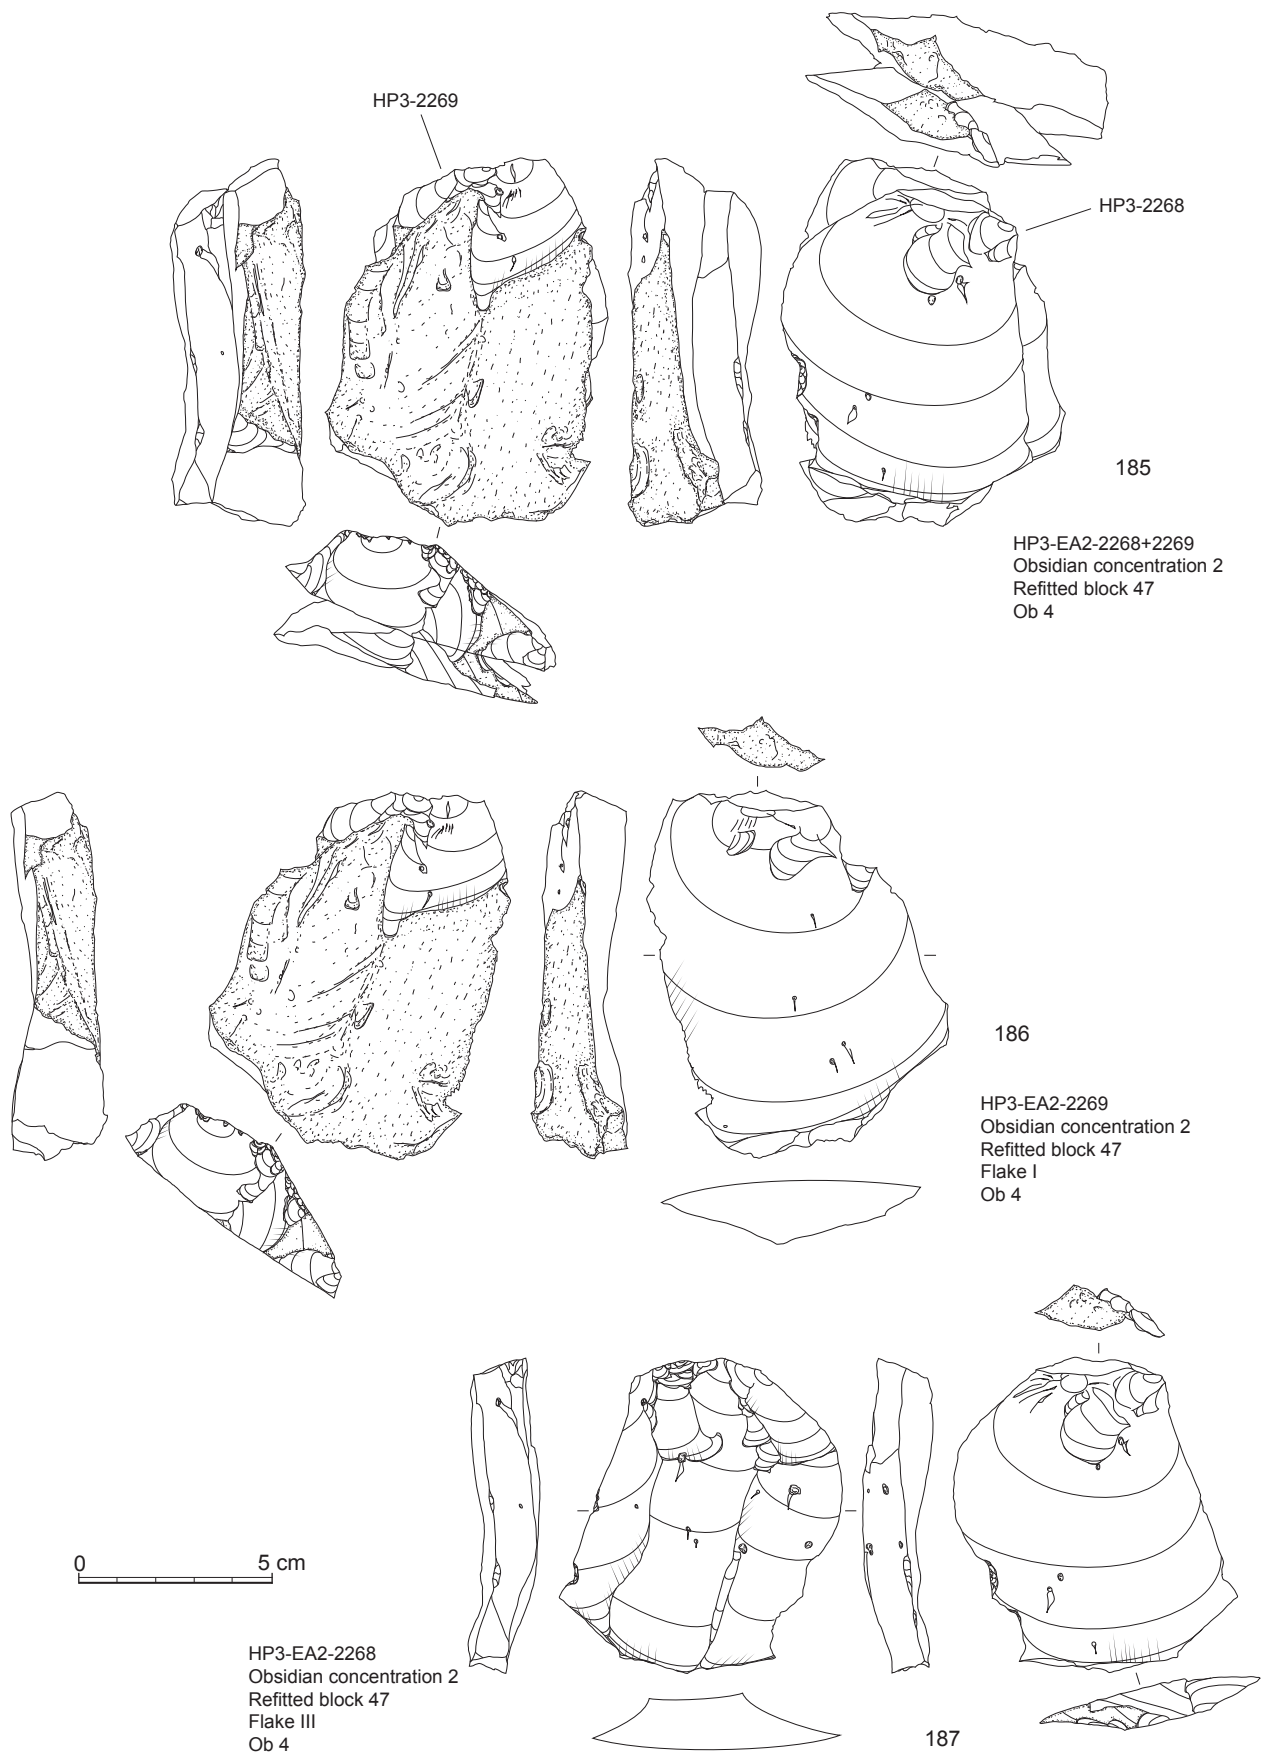 HP3-2269
HP3-2268
185
HP3-EA2-2268+2269
Obsidian concentration 2
Refitted block 47
Ob 4
186
HP3-EA2-2269
Obsidian concentration 2
Refitted block 47
Flake I
Ob 4
0 5 cm
HP3-EA2-2268
Obsidian concentration 2
Refitted block 47
Flake III
Ob 4
187